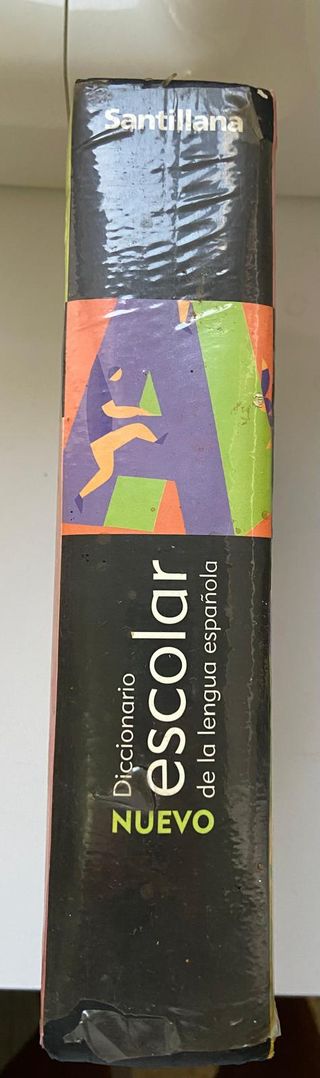 Santillana
NUEVO
Diccionario
escolar
de la lengua española